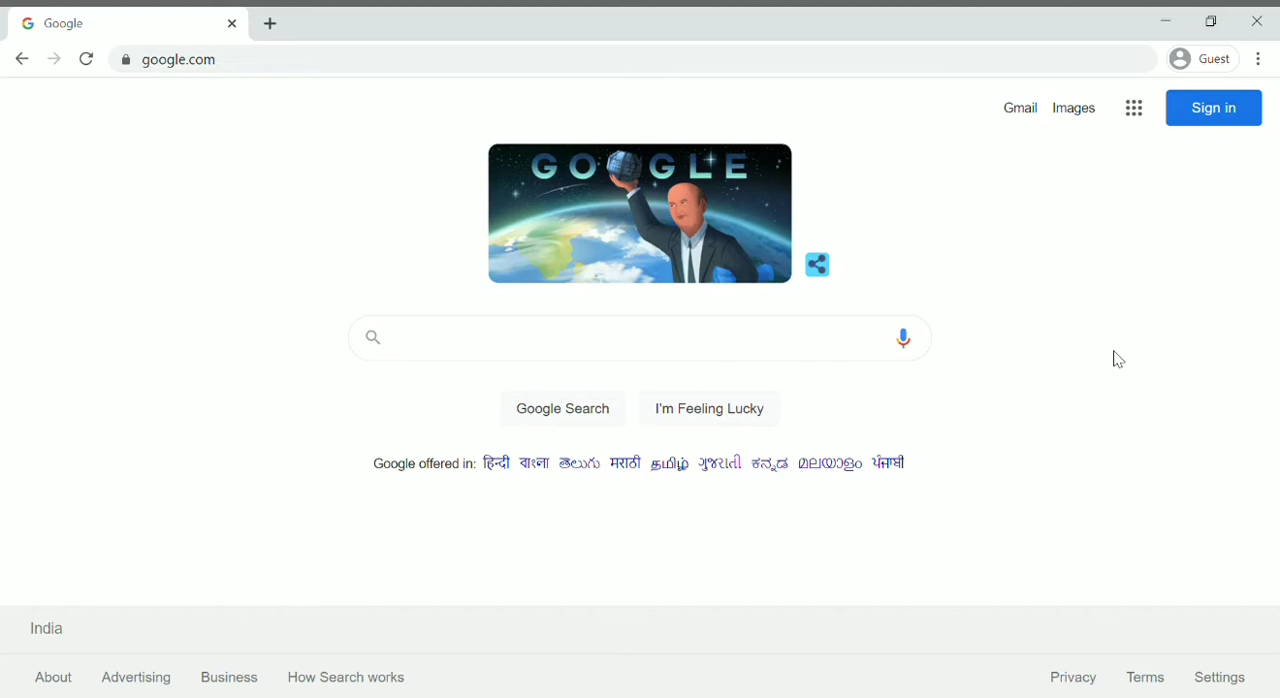 Google
google.com
Guest
Gmail Images Sign in
GOOGLE
Google Search I'm Feeling Lucky
Google offered in: हिन्दी বাংলা తెలుగు मराठी தமிழ் ગુજરાતી ಕನ್ನಡ മലയാളം ਪੰਜਾਬੀ
India
About Advertising Business How Search works Privacy Terms Settings